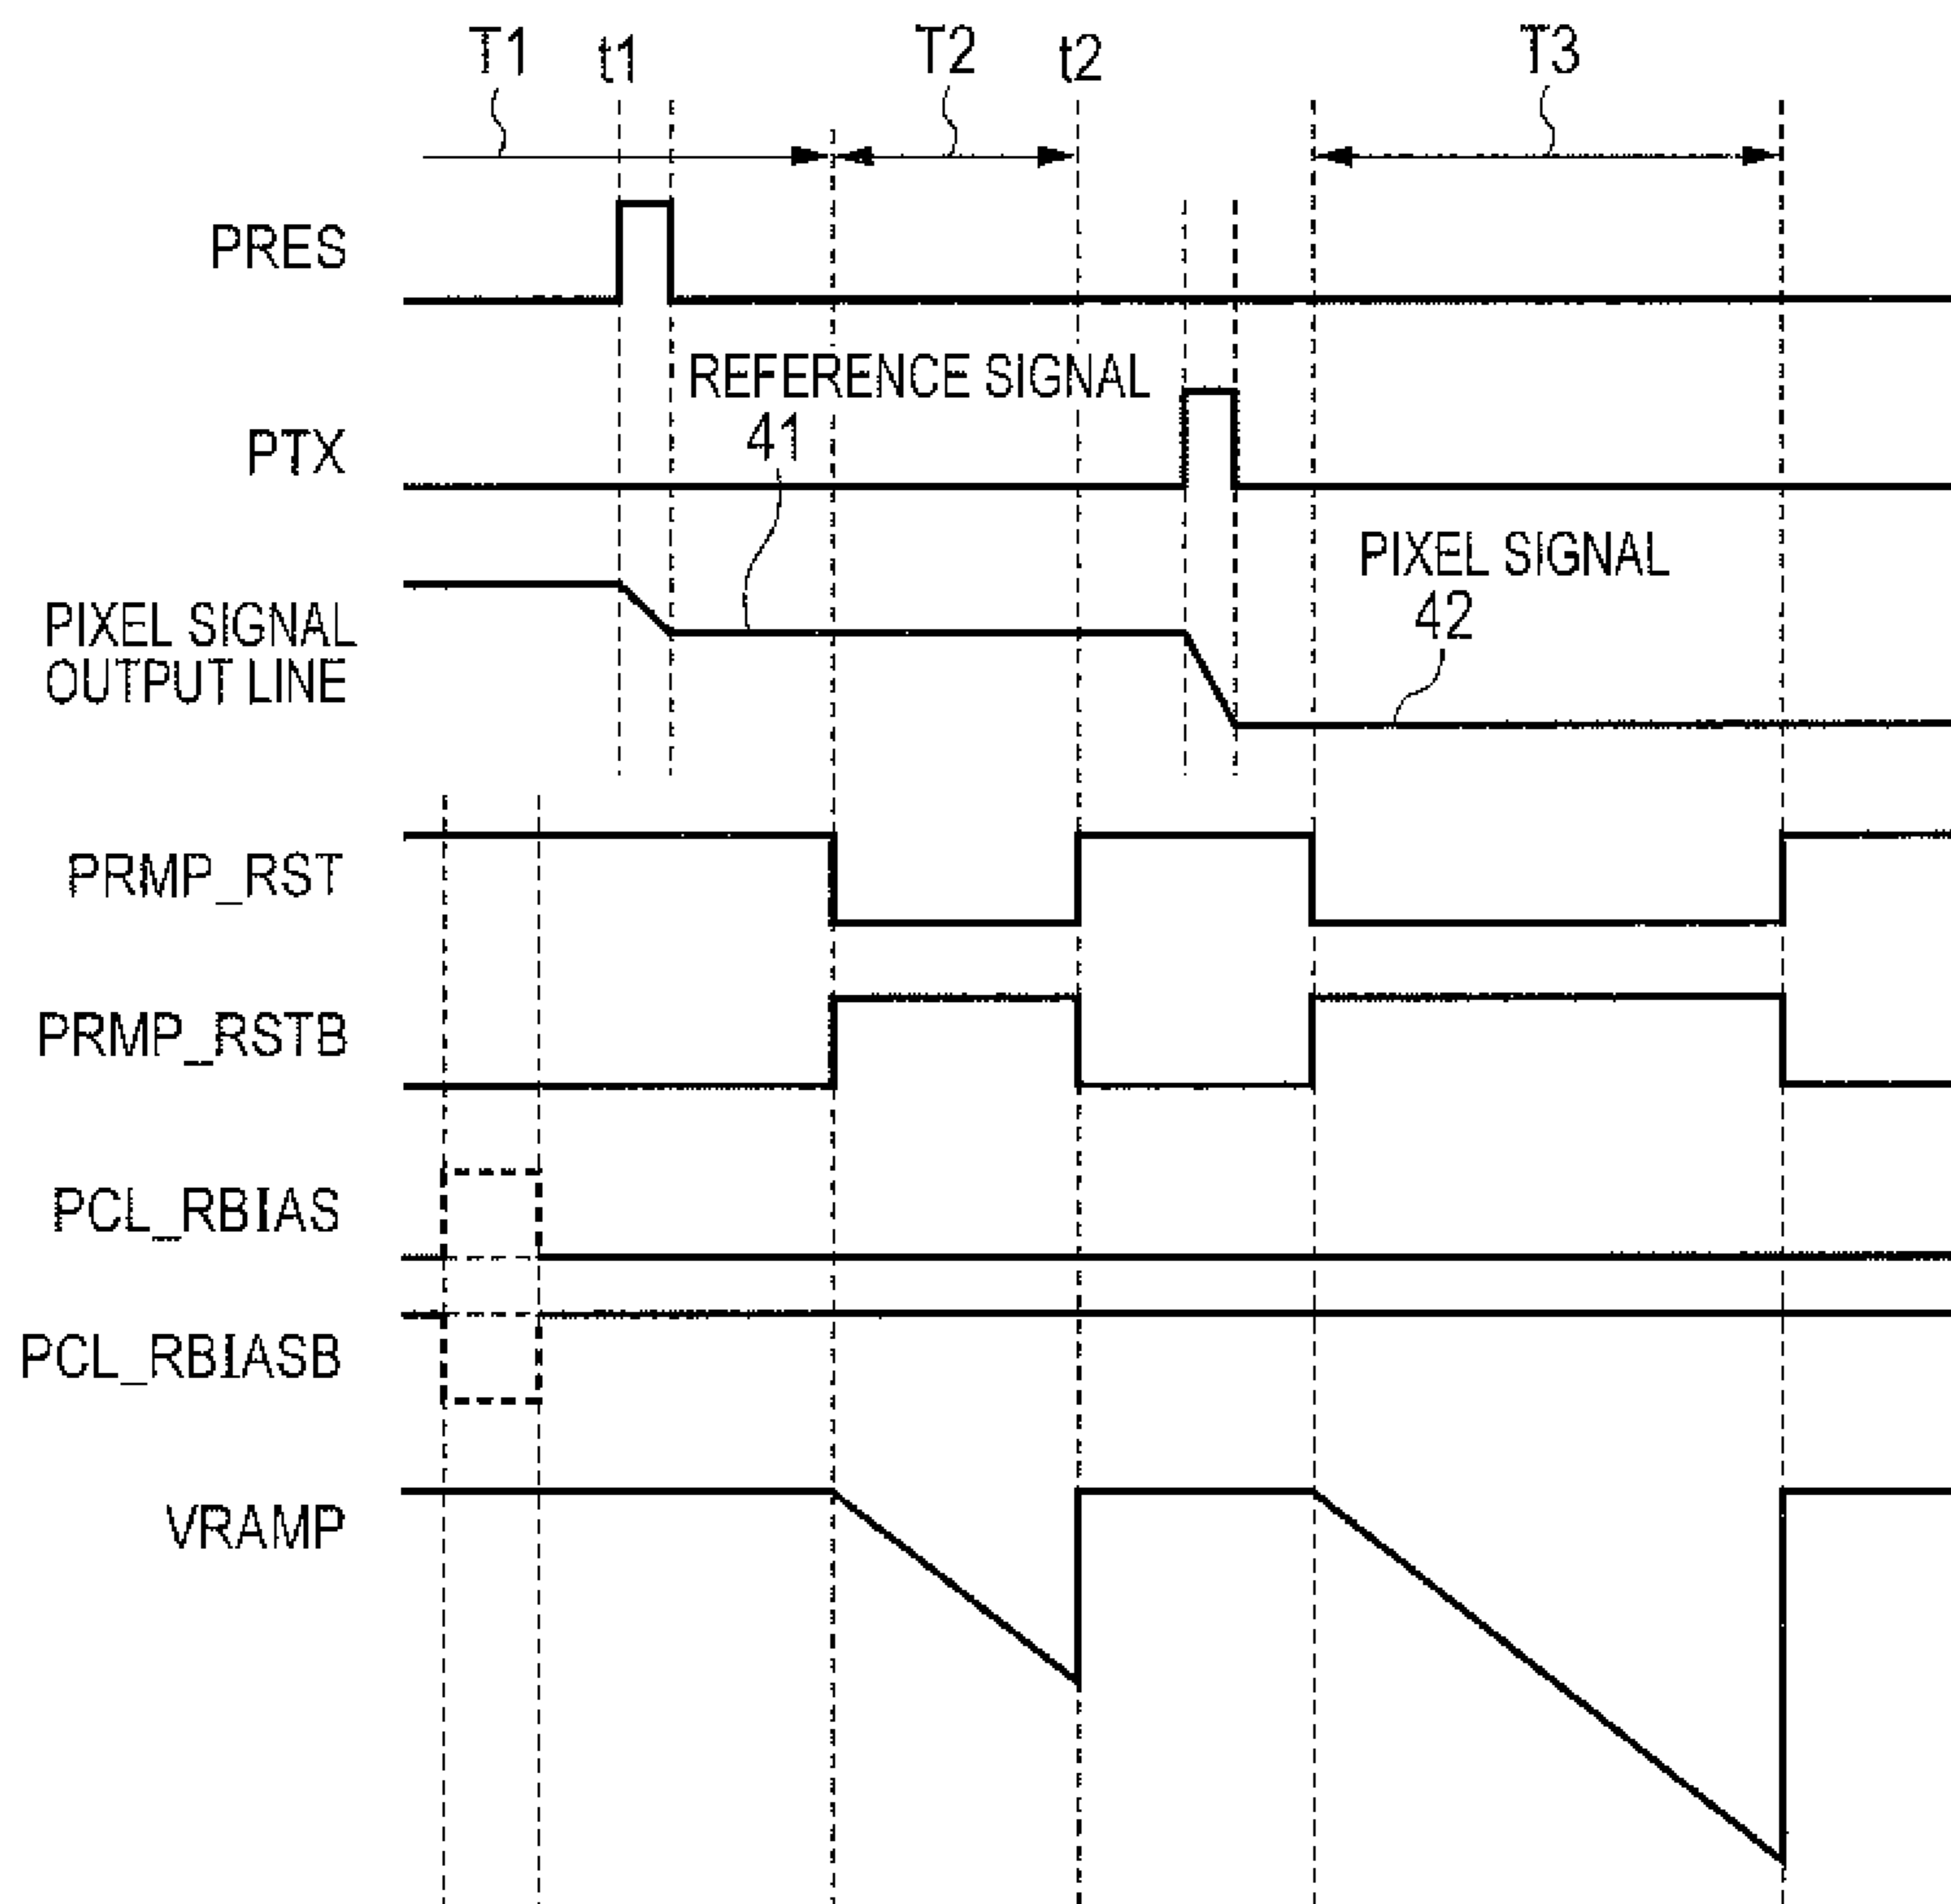 T1 t1 T2 t2 T3
PRES
REFERENCE SIGNAL
41
PTX
PIXEL SIGNAL
42
PIXEL SIGNAL
OUTPUT LINE
PRMP_RST
PRMP_RSTB
PCL_RBIAS
PCL_RBIASB
VRAMP